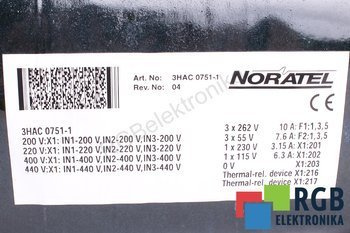 Art. No: 3HAC 0751-1
Rev. No: 04
NORATEL
CE
3HAC 0751-1
200 V:X1: IN1-200 V,IN2-200 V, IN3-200 V
220 V:X1: IN1-220 V,IN2-220 V, IN3-220 V
400 V:X1: IN1-400 V,IN2-400 V, IN3-400 V
440 V:X1: IN1-440 V,IN2-440 V, IN3-440 V
3 x 262 V 10 A: F1:1,3,5
3 x 55 V 7,6 A: F2:1,3,5
1 x 230 V 3.15 A: X1:201
1 x 115 V 6.3 A: X1:202
0 V: X1:203
Thermal-rel. device X1:216
Thermal-rel. device X1:217
RGBelektronika
RGB
ELEKTRONIKA